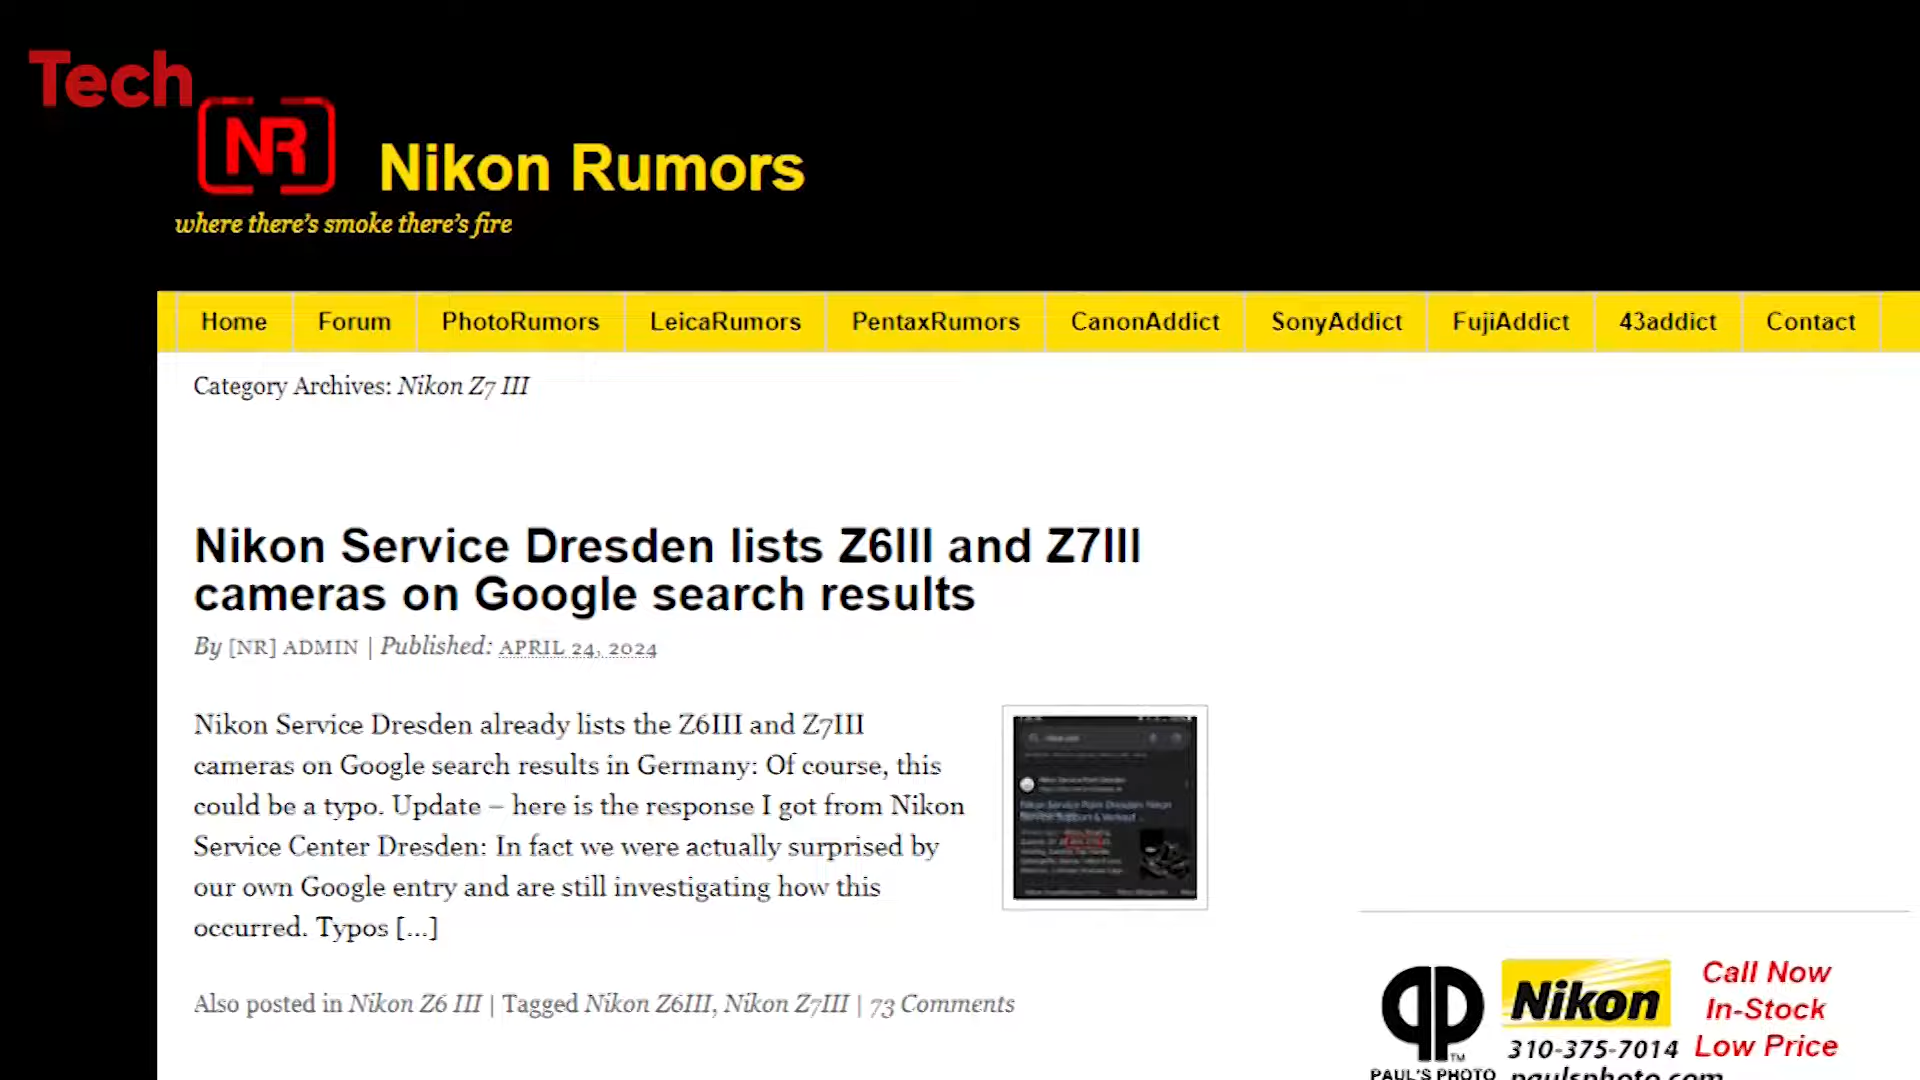 Tech
NR
Nikon Rumors
where there's smoke there's fire
Home Forum PhotoRumors LeicaRumors PentaxRumors CanonAddict SonyAddict FujiAddict 43addict Contact
Category Archives: Nikon Z7 III
Nikon Service Dresden lists Z6III and Z7III
cameras on Google search results
By [NR] ADMIN | Published: APRIL 24, 2024
Nikon Service Dresden already lists the Z6III and Z7III
cameras on Google search results in Germany: Of course, this
could be a typo. Update – here is the response I got from Nikon
Service Center Dresden: In fact we were actually surprised by
our own Google entry and are still investigating how this
occurred. Typos [...]
Also posted in Nikon Z6 III | Tagged Nikon Z6III, Nikon Z7III | 73 Comments
Nikon
Call Now
In-Stock
Low Price
310-375-7014
TM
PAUL'S PHOTO
paulsphoto.com